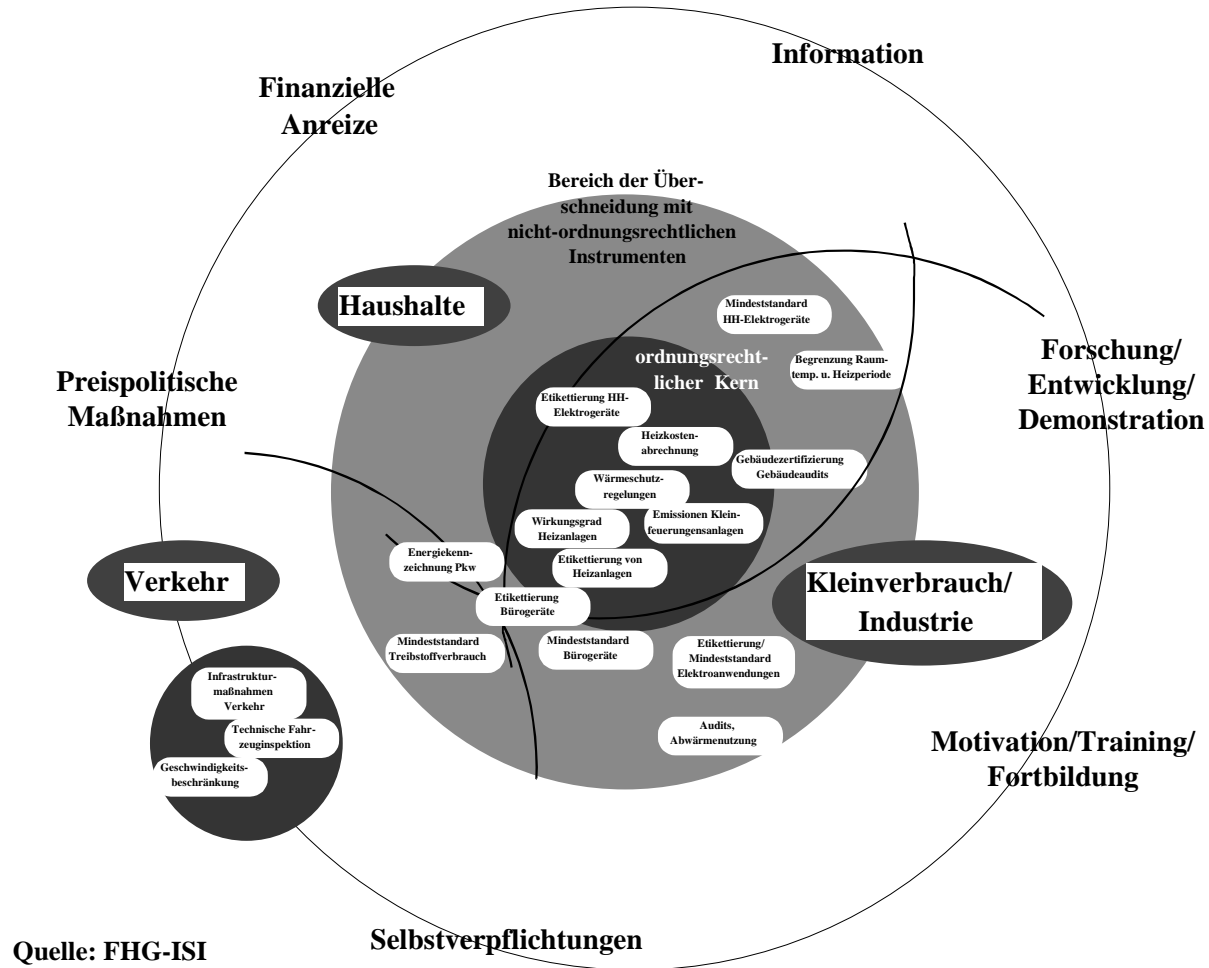 Information
Finanzielle
Anreize
Bereich der Über-
schneidung mit
nicht-ordnungsrechtlichen
Instrumenten
Haushalte
Mindeststandard
HH-Elektrogeräte
ordnungsrecht-
licher Kern
Begrenzung Raum-
temp. u. Heizperiode
Forschung/
Entwicklung/
Demonstration
Preispolitische
Maßnahmen
Etikettierung HH-
Elektrogeräte
Heizkosten-
abrechnung
Gebäudezertifizierung
Gebäudeaudits
Wärmeschutz-
regelungen
Wirkungsgrad
Heizanlagen
Emissionen Klein-
feuerungensanlagen
Energiekenn-
zeichnung Pkw
Etikettierung von
Heizanlagen
Verkehr
Kleinverbrauch/
Industrie
Etikettierung
Bürogeräte
Mindeststandard
Treibstoffverbrauch
Mindeststandard
Bürogeräte
Etikettierung/
Mindeststandard
Elektroanwendungen
Infrastruktur-
maßnahmen
Verkehr
Technische Fahr-
zeuginspektion
Geschwindigkeits-
beschränkung
Audits,
Abwärmenutzung
Motivation/Training/
Fortbildung
Selbstverpflichtungen
Quelle: FHG-ISI